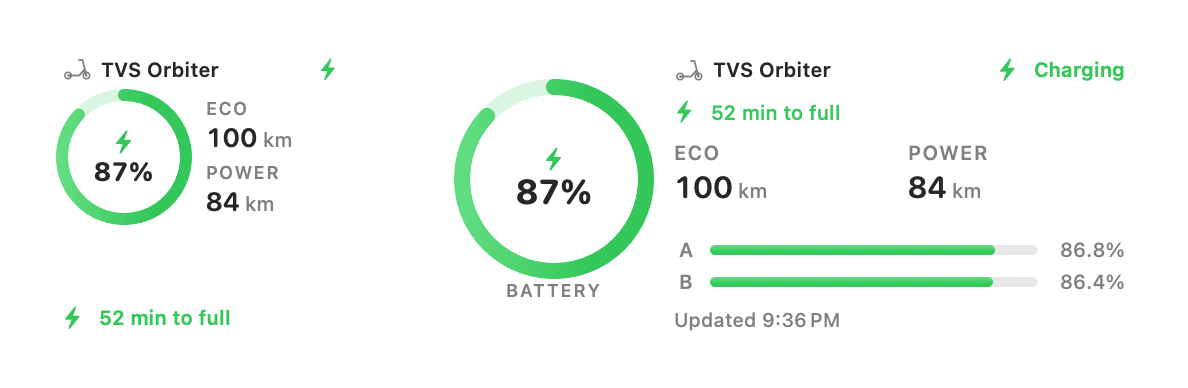 TVS Orbiter
87%
ECO
100 km
POWER
84 km
52 min to full
TVS Orbiter
Charging
52 min to full
87%
BATTERY
ECO
100 km
POWER
84 km
A 86.8%
B 86.4%
Updated 9:36 PM